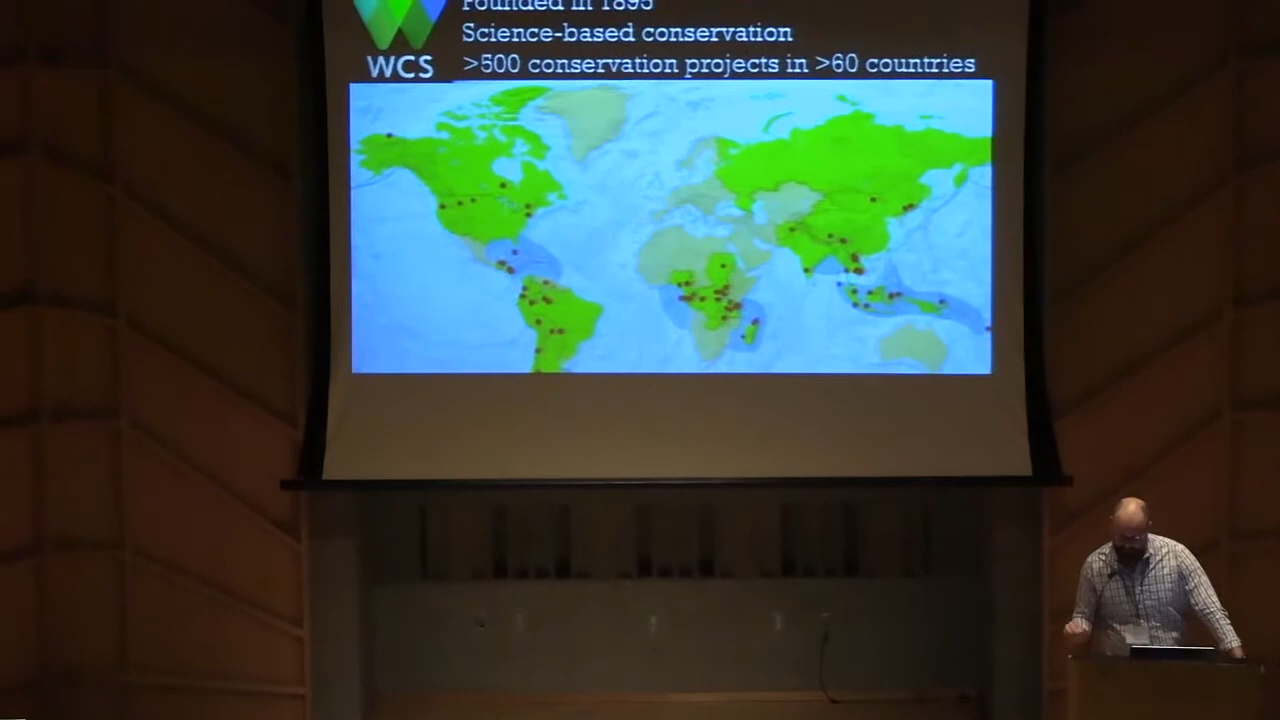 Founded in 1895
Science-based conservation
WCS
>500 conservation projects in >60 countries